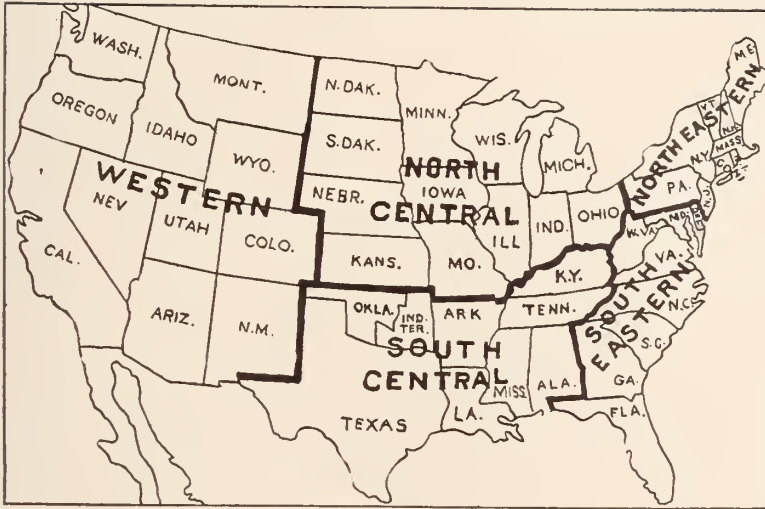 WASH.
MONT.
N. DAK.
MINN.
ME.
OREGON
IDAHO
S. DAK.
WIS.
MICH.
VT.
N.H.
MASS
N.Y.
NORTH EASTERN
WYO.
WESTERN
NEBR.
NORTH
CENTRAL
IOWA
PA.
N.J.
CAL.
NEV
UTAH
COLO.
KANS.
MO.
ILL
IND.
OHIO
W. VA.
MD.
VA.
K.Y.
ARIZ.
N.M.
OKLA.
IND.
TER.
ARK
TENN.
N.C.
S.C.
SOUTH
EASTERN
SOUTH
CENTRAL
TEXAS
LA.
MISS
ALA.
GA.
FLA.